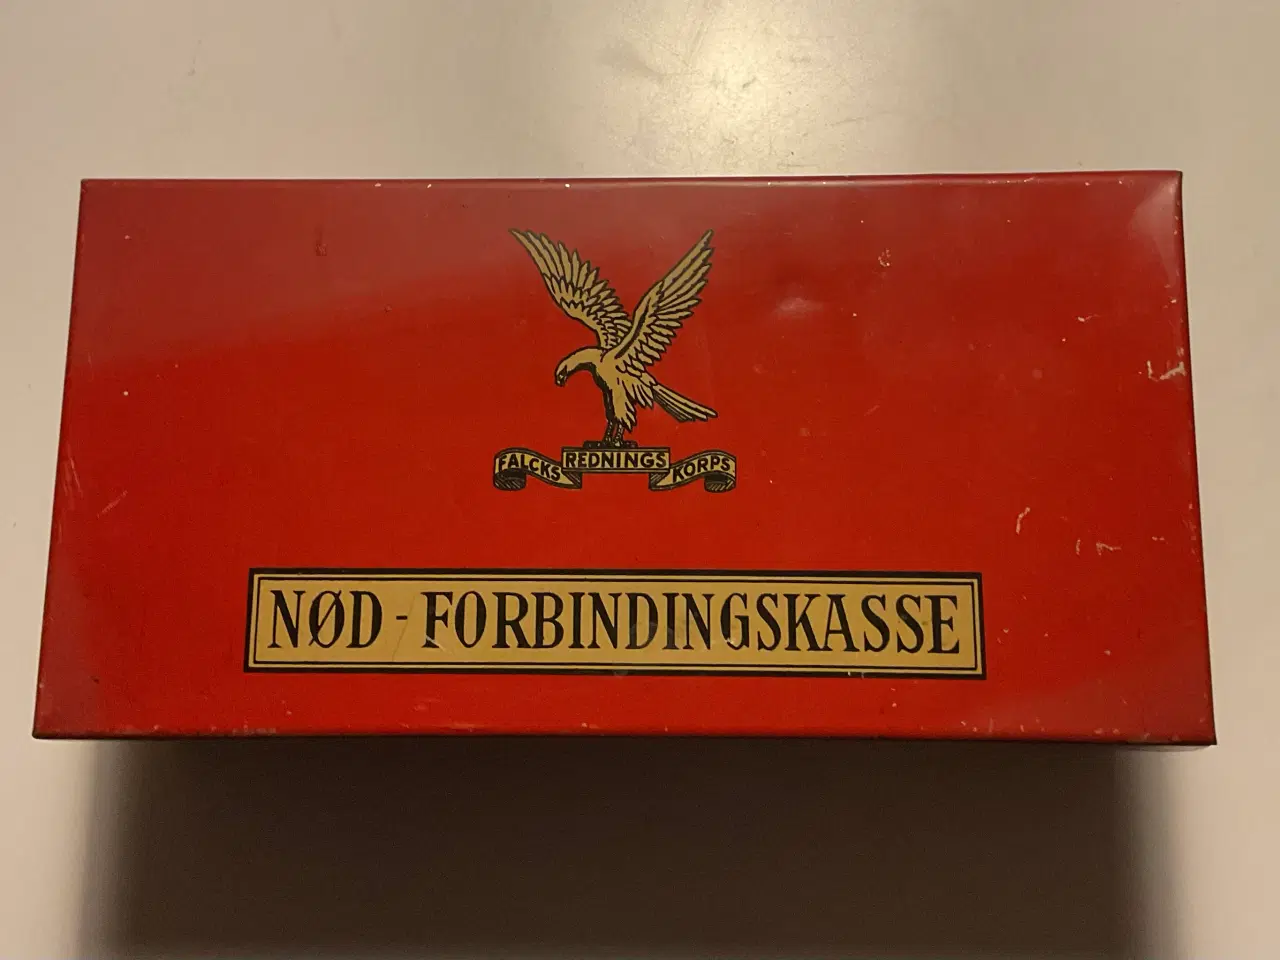 FALCKS REDNINGS KORPS
NØD - FORBINDINGSKASSE